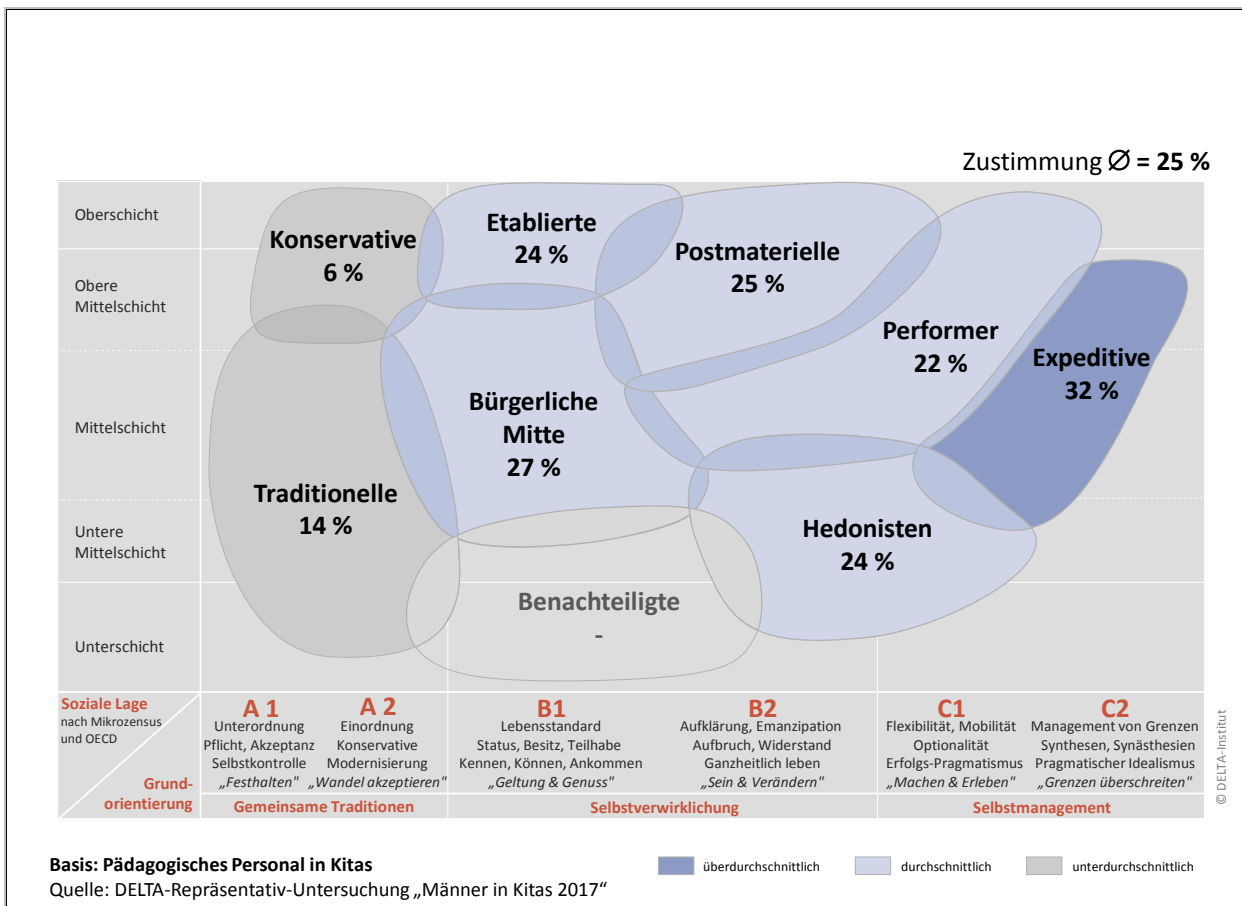 Zustimmung Ø = 25 %
Oberschicht
Obere
Mittelschicht
Mittelschicht
Untere
Mittelschicht
Unterschicht
Konservative
6 %
Etablierte
24 %
Postmaterielle
25 %
Performer
22 %
Expeditive
32 %
Bürgerliche
Mitte
27 %
Traditionelle
14 %
Hedonisten
24 %
Benachteiligte
-
Soziale Lage
nach Mikrozensus
und OECD
Grund-
orientierung
A 1
Unterordnung
Pflicht, Akzeptanz
Selbstkontrolle
„Festhalten"
A 2
Einordnung
Konservative
Modernisierung
„Wandel akzeptieren"
B1
Lebensstandard
Status, Besitz, Teilhabe
Kennen, Können, Ankommen
„Geltung & Genuss"
B2
Aufklärung, Emanzipation
Aufbruch, Widerstand
Ganzheitlich leben
„Sein & Verändern"
C1
Flexibilität, Mobilität
Optionalität
Erfolgs-Pragmatismus
„Machen & Erleben"
C2
Management von Grenzen
Synthesen, Synästhesien
Pragmatischer Idealismus
„Grenzen überschreiten"
Gemeinsame Traditionen
Selbstverwirklichung
Selbstmanagement
© DELTA-Institut
Basis: Pädagogisches Personal in Kitas
Quelle: DELTA-Repräsentativ-Untersuchung „Männer in Kitas 2017“
überdurchschnittlich
durchschnittlich
unterdurchschnittlich